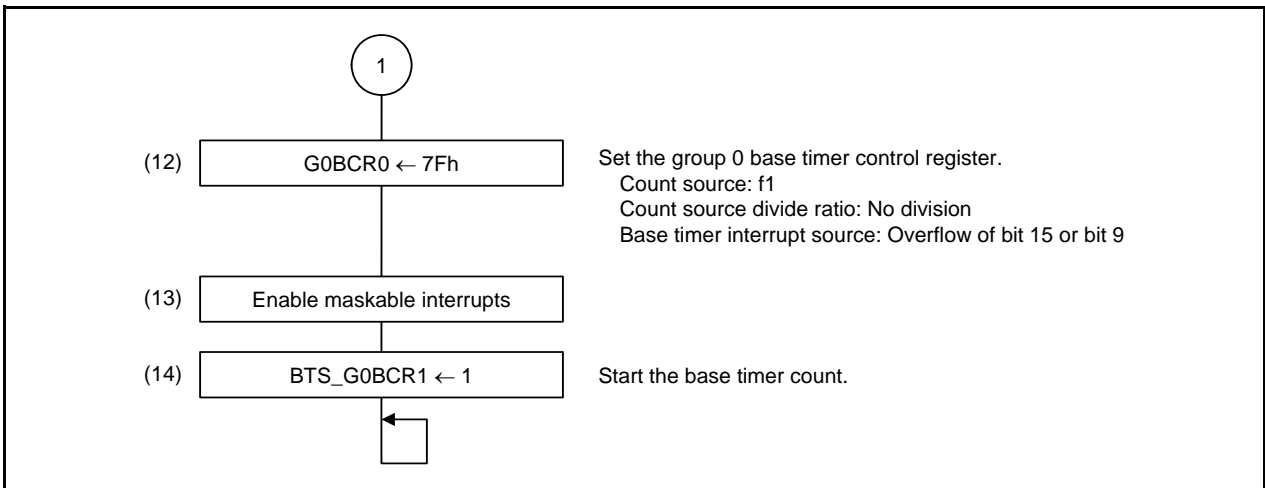 1
(12) G0BCR0 ← 7Fh Set the group 0 base timer control register.
Count source: f1
Count source divide ratio: No division
Base timer interrupt source: Overflow of bit 15 or bit 9
(13) Enable maskable interrupts
(14) BTS_G0BCR1 ← 1 Start the base timer count.